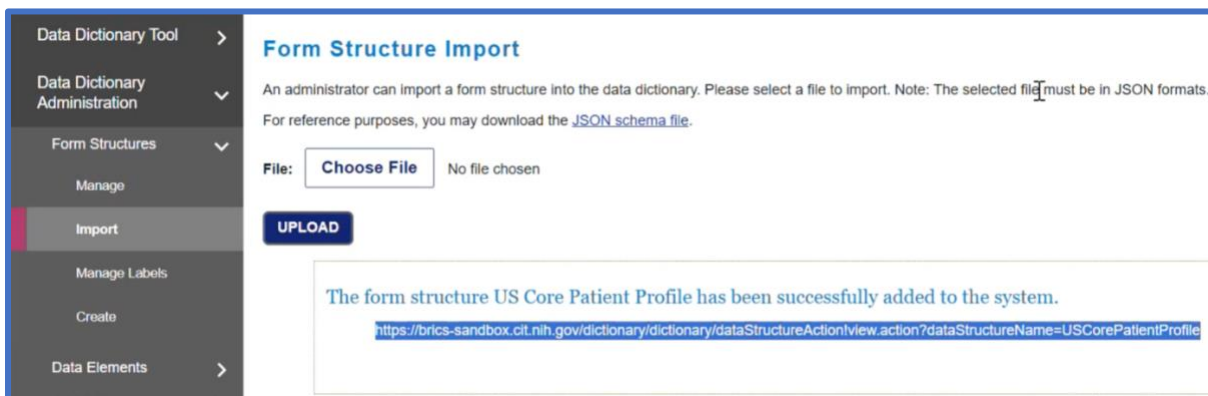 Data Dictionary Tool
Data Dictionary
Administration
Form Structures
Manage
Import
Manage Labels
Create
Data Elements
Form Structure Import
An administrator can import a form structure into the data dictionary. Please select a file to import. Note: The selected file must be in JSON formats.
For reference purposes, you may download the JSON schema file.
File: Choose File No file chosen
UPLOAD
The form structure US Core Patient Profile has been successfully added to the system.
https://brics-sandbox.cit.nih.gov/dictionary/dictionary/dataStructureAction!view.action?dataStructureName=USCorePatientProfile